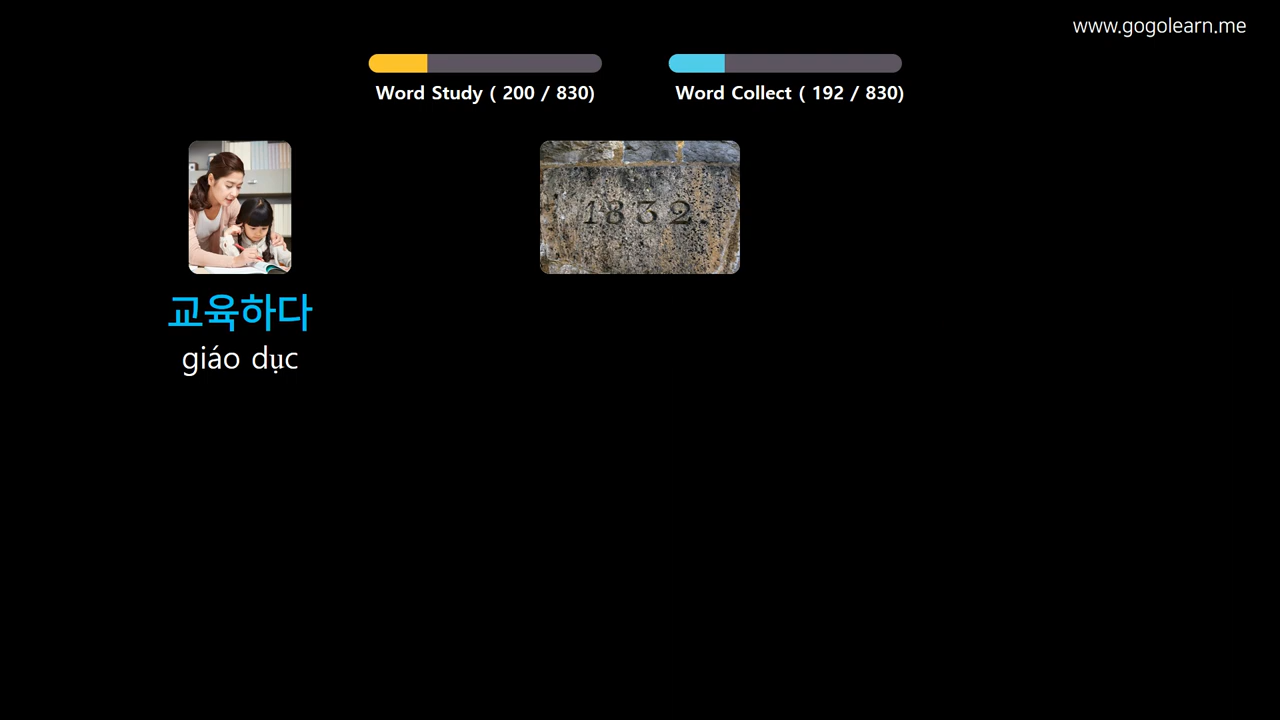 www.gogolearn.me
Word Study ( 200 / 830)
Word Collect ( 192 / 830)
1832.
교육하다
giáo dục